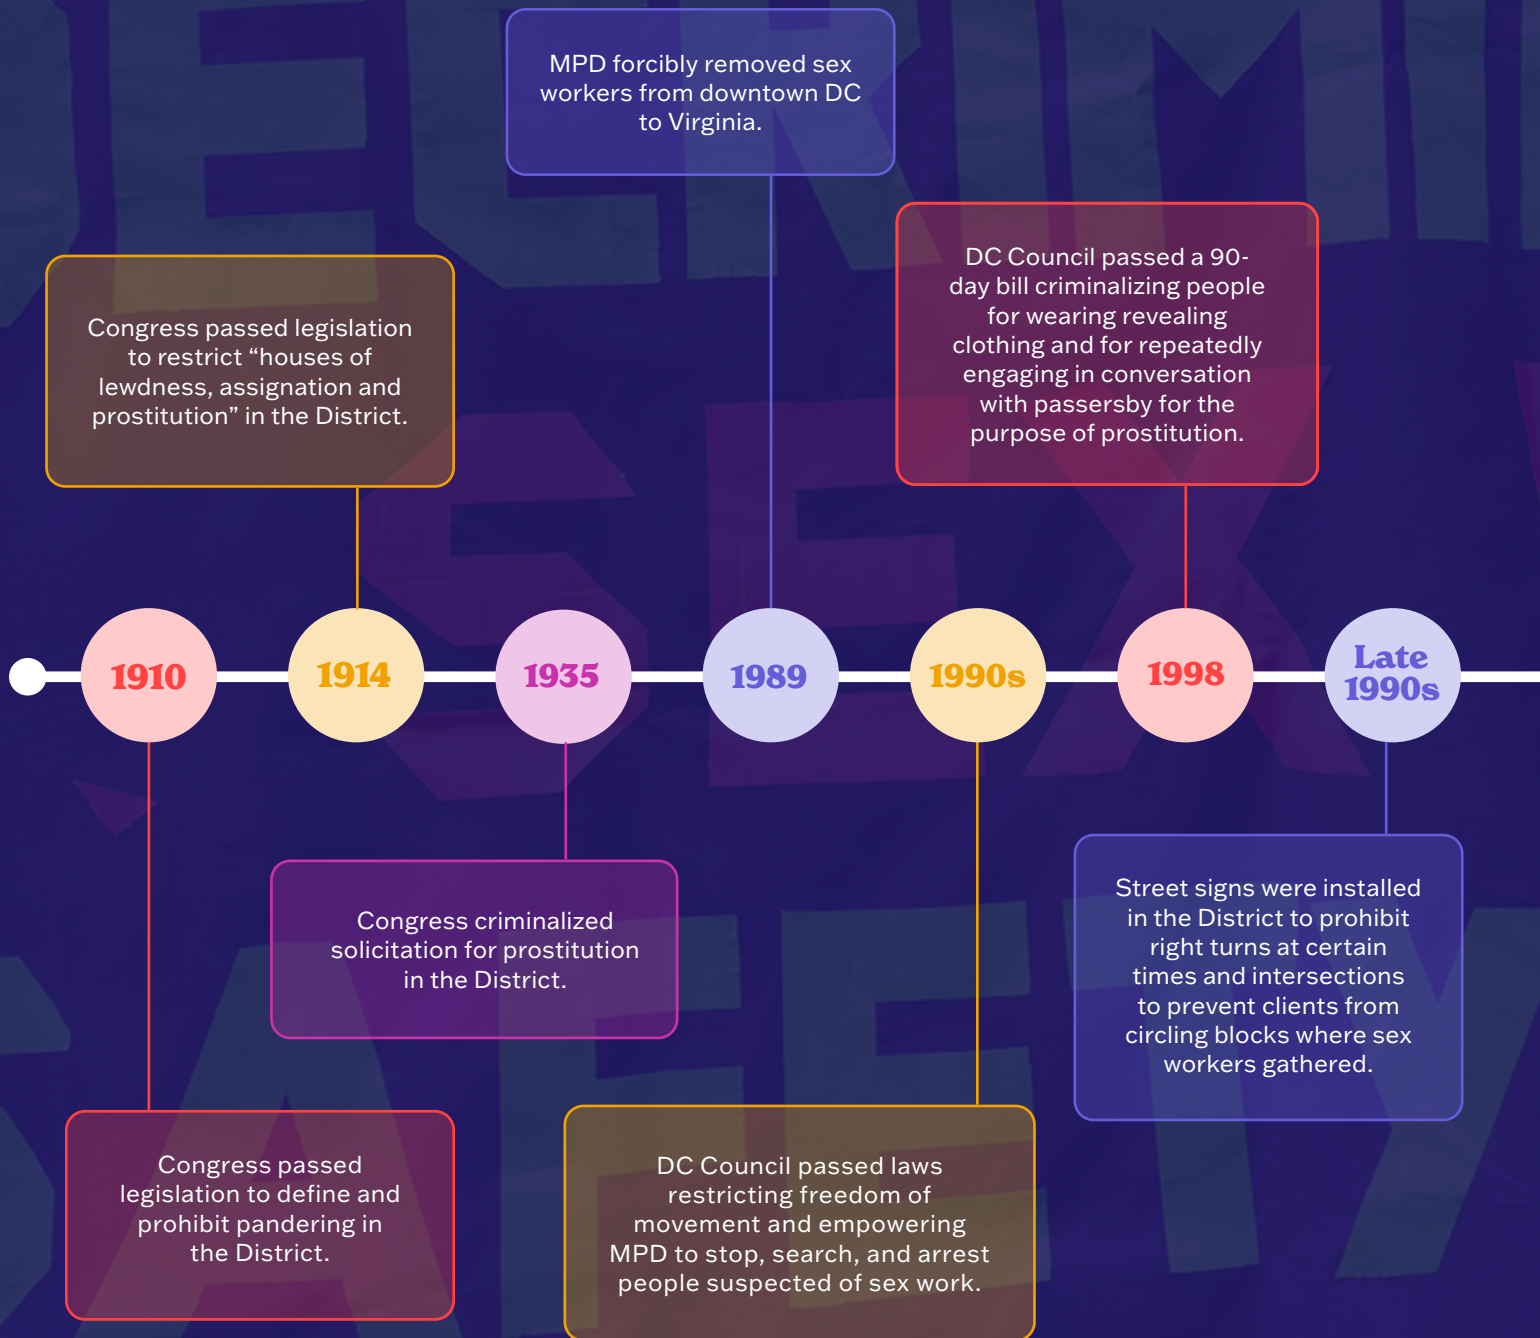 MPD forcibly removed sex
workers from downtown DC
to Virginia.
DC Council passed a 90-
day bill criminalizing people
for wearing revealing
clothing and for repeatedly
engaging in conversation
with passersby for the
purpose of prostitution.
Congress passed legislation
to restrict “houses of
lewdness, assignation and
prostitution” in the District.
SEX
1910
1914
1935
1989
1990s
1998
Late
1990s
Street signs were installed
in the District to prohibit
right turns at certain
times and intersections
to prevent clients from
circling blocks where sex
workers gathered.
Congress criminalized
solicitation for prostitution
in the District.
SAFETY
Congress passed
legislation to define and
prohibit pandering in
the District.
DC Council passed laws
restricting freedom of
movement and empowering
MPD to stop, search, and arrest
people suspected of sex work.